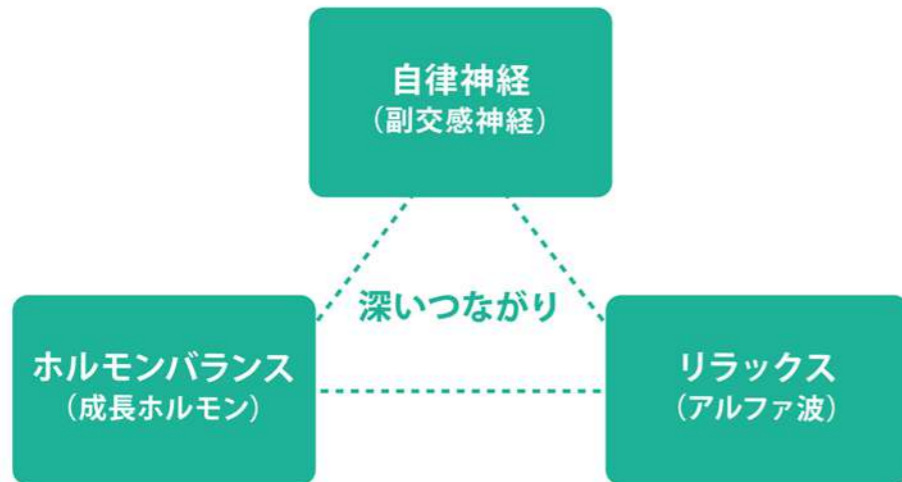 自律神経
（副交感神経）
深いつながり
ホルモンバランス
（成長ホルモン）
リラックス
（アルファ波）